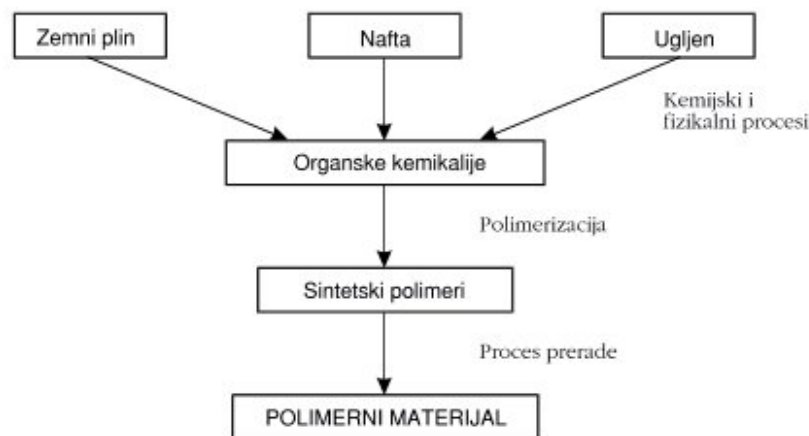 Zemni plin
Nafta
Ugljen
Kemijski i
fizikalni procesi
Organske kemikalije
Polimerizacija
Sintetski polimeri
Proces prerade
POLIMERNI MATERIJAL